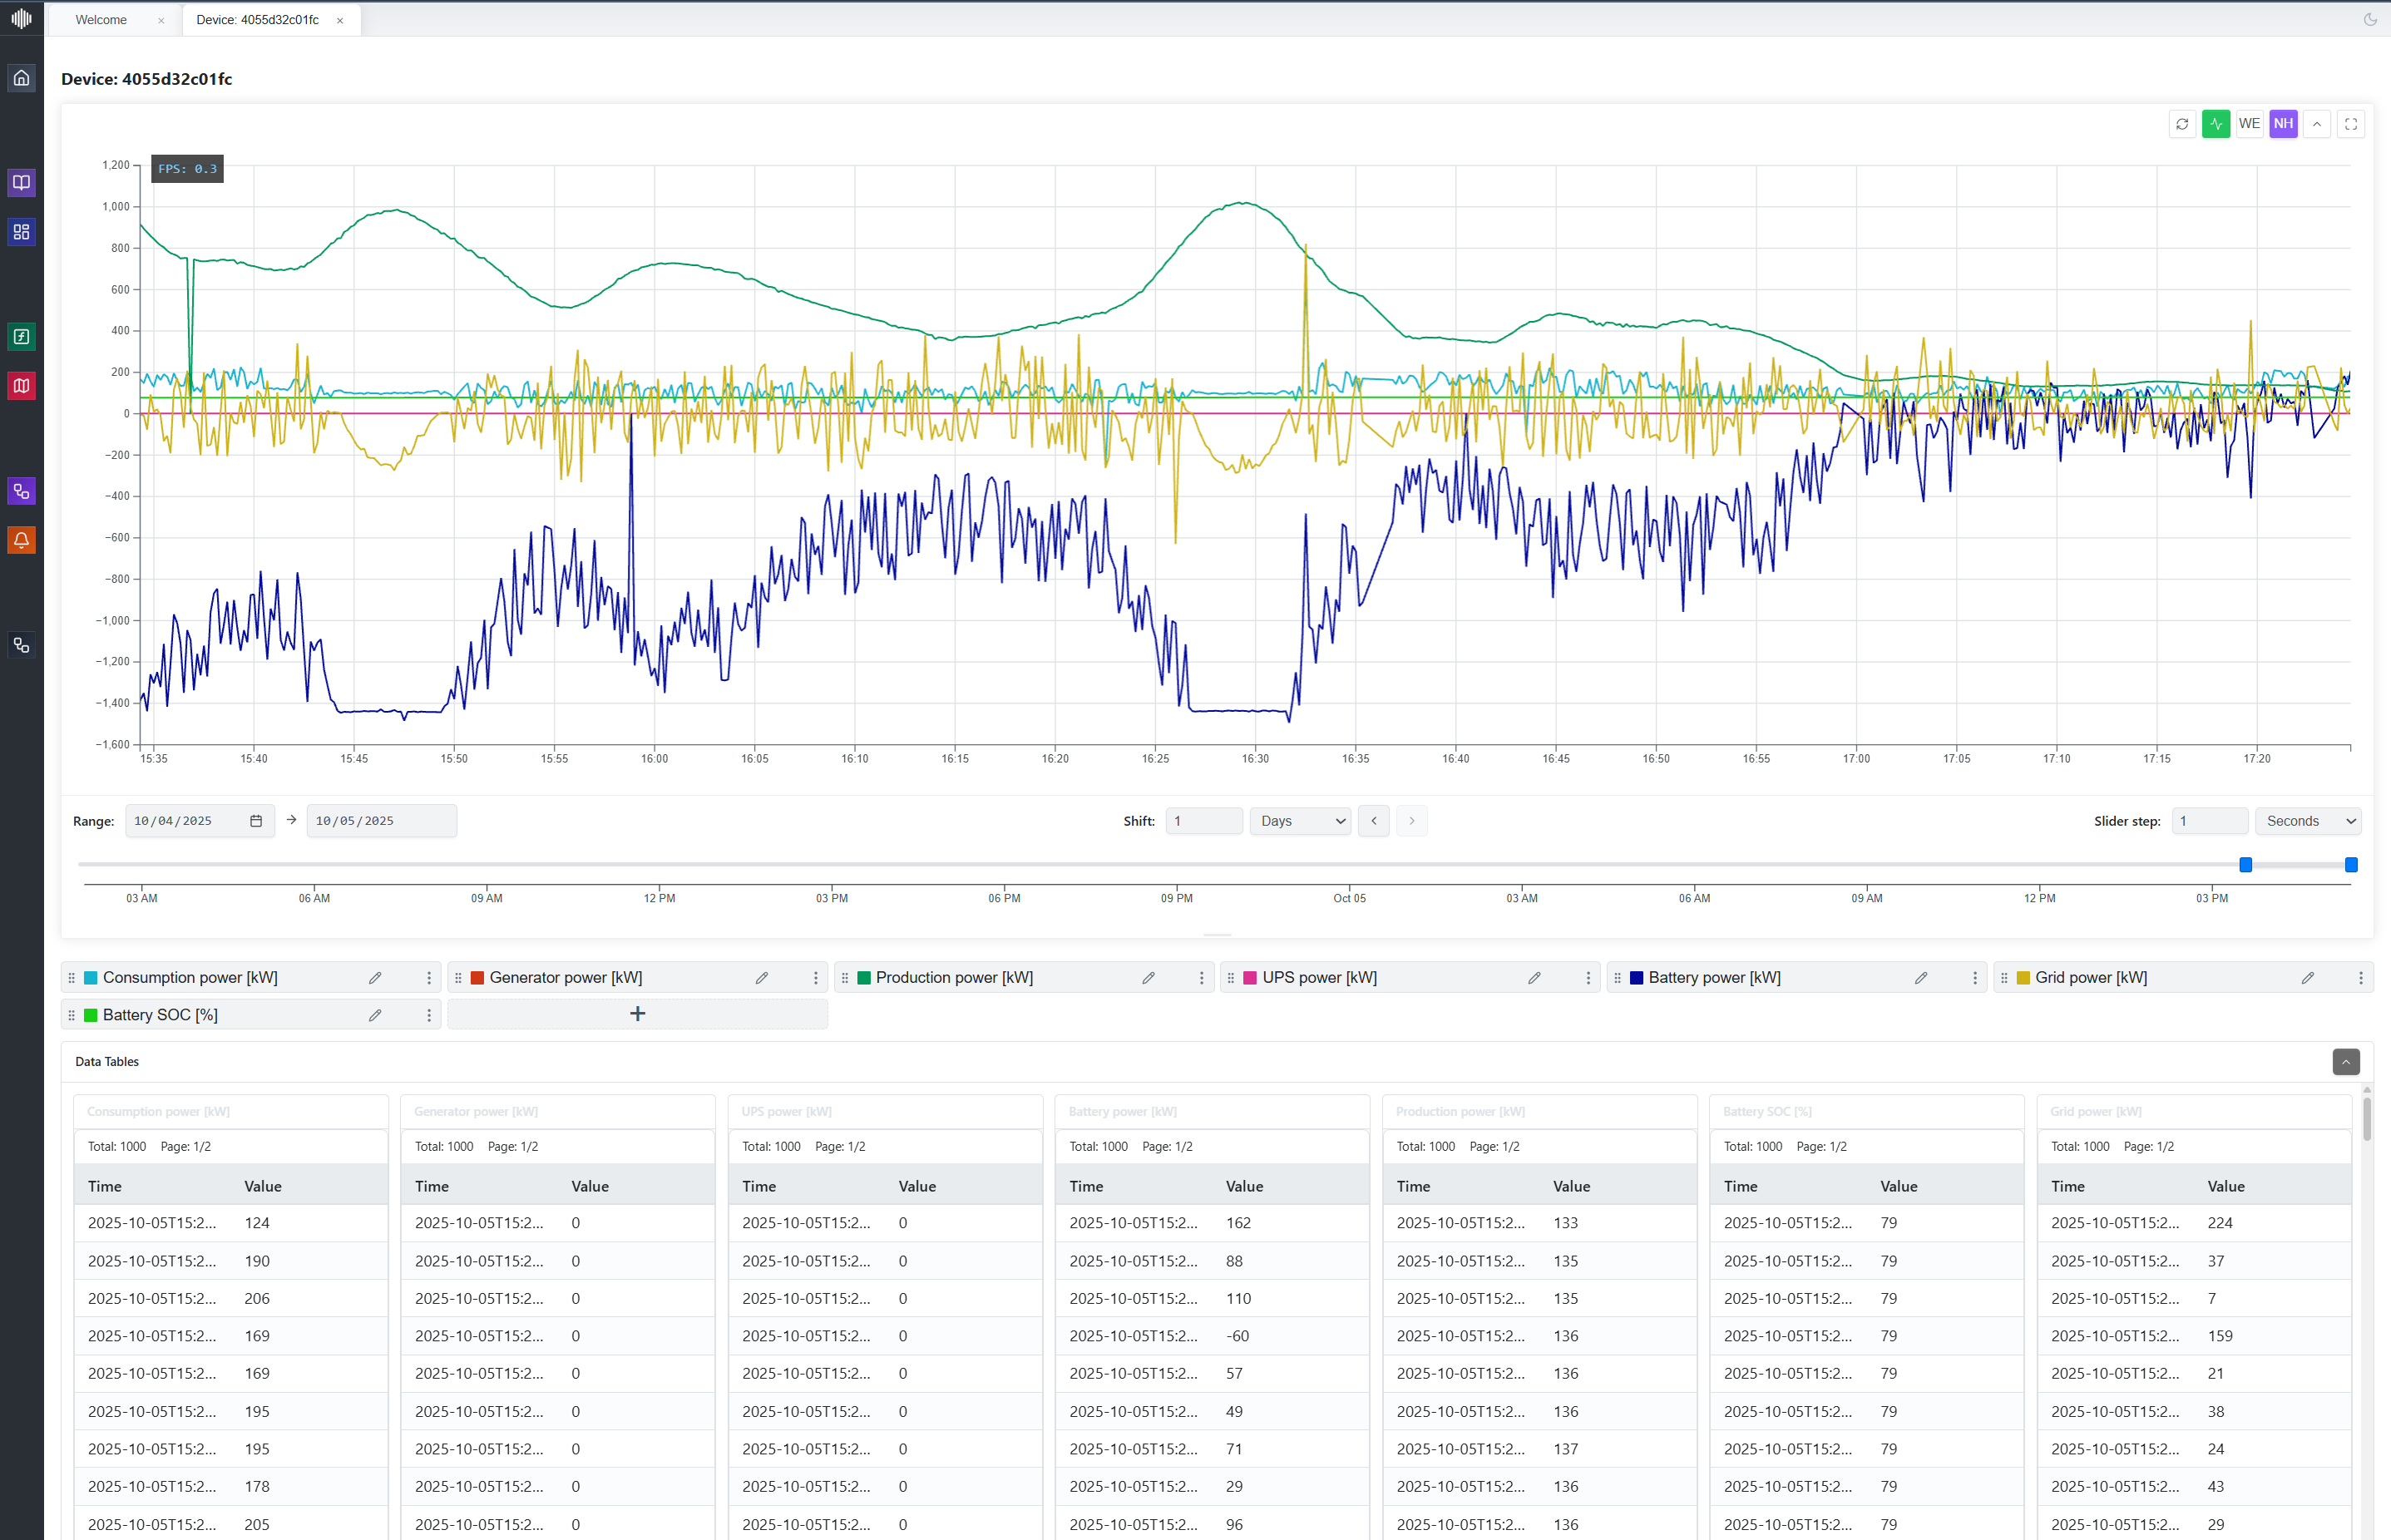 Welcome × Device: 4055d32c01fc ×
Device: 4055d32c01fc
WE NH
FPS: 0.3
1,200
1,000
800
600
400
200
0
−200
−400
−600
−800
−1,000
−1,200
−1,400
−1,600
15:35 15:40 15:45 15:50 15:55 16:00 16:05 16:10 16:15 16:20 16:25 16:30 16:35 16:40 16:45 16:50 16:55 17:00 17:05 17:10 17:15 17:20
Range: 10/04/2025 → 10/05/2025 Shift: 1 Days Slider step: 1 Seconds
03 AM 06 AM 09 AM 12 PM 03 PM 06 PM 09 PM Oct 05 03 AM 06 AM 09 AM 12 PM 03 PM
Consumption power [kW] Generator power [kW] Production power [kW] UPS power [kW] Battery power [kW] Grid power [kW]
Battery SOC [%] +
Data Tables
Consumption power [kW] Generator power [kW] UPS power [kW] Battery power [kW] Production power [kW] Battery SOC [%] Grid power [kW]
Total: 1000 Page: 1/2 Total: 1000 Page: 1/2 Total: 1000 Page: 1/2 Total: 1000 Page: 1/2 Total: 1000 Page: 1/2 Total: 1000 Page: 1/2 Total: 1000 Page: 1/2
Time Value Time Value Time Value Time Value Time Value Time Value Time Value
2025-10-05T15:2... 124 2025-10-05T15:2... 0 2025-10-05T15:2... 0 2025-10-05T15:2... 162 2025-10-05T15:2... 133 2025-10-05T15:2... 79 2025-10-05T15:2... 224
2025-10-05T15:2... 190 2025-10-05T15:2... 0 2025-10-05T15:2... 0 2025-10-05T15:2... 88 2025-10-05T15:2... 135 2025-10-05T15:2... 79 2025-10-05T15:2... 37
2025-10-05T15:2... 206 2025-10-05T15:2... 0 2025-10-05T15:2... 0 2025-10-05T15:2... 110 2025-10-05T15:2... 135 2025-10-05T15:2... 79 2025-10-05T15:2... 7
2025-10-05T15:2... 169 2025-10-05T15:2... 0 2025-10-05T15:2... 0 2025-10-05T15:2... -60 2025-10-05T15:2... 136 2025-10-05T15:2... 79 2025-10-05T15:2... 159
2025-10-05T15:2... 169 2025-10-05T15:2... 0 2025-10-05T15:2... 0 2025-10-05T15:2... 57 2025-10-05T15:2... 136 2025-10-05T15:2... 79 2025-10-05T15:2... 21
2025-10-05T15:2... 195 2025-10-05T15:2... 0 2025-10-05T15:2... 0 2025-10-05T15:2... 49 2025-10-05T15:2... 136 2025-10-05T15:2... 79 2025-10-05T15:2... 38
2025-10-05T15:2... 195 2025-10-05T15:2... 0 2025-10-05T15:2... 0 2025-10-05T15:2... 71 2025-10-05T15:2... 137 2025-10-05T15:2... 79 2025-10-05T15:2... 24
2025-10-05T15:2... 178 2025-10-05T15:2... 0 2025-10-05T15:2... 0 2025-10-05T15:2... 29 2025-10-05T15:2... 136 2025-10-05T15:2... 79 2025-10-05T15:2... 43
2025-10-05T15:2... 205 2025-10-05T15:2... 0 2025-10-05T15:2... 0 2025-10-05T15:2... 96 2025-10-05T15:2... 136 2025-10-05T15:2... 79 2025-10-05T15:2... 29